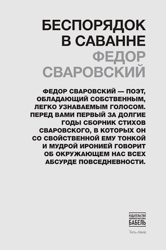 БЕСПОРЯДОК
В САВАННЕ
ФЕДОР
СВАРОВСКИЙ
ФЕДОР СВАРОВСКИЙ — ПОЭТ,
ОБЛАДАЮЩИЙ СОБСТВЕННЫМ,
ЛЕГКО УЗНАВАЕМЫМ ГОЛОСОМ.
ПЕРЕД ВАМИ ПЕРВЫЙ ЗА ДОЛГИЕ
ГОДЫ СБОРНИК СТИХОВ
СВАРОВСКОГО, В КОТОРЫХ ОН
СО СВОЙСТВЕННОЙ ЕМУ ТОНКОЙ
И МУДРОЙ ИРОНИЕЙ ГОВОРИТ
ОБ ОКРУЖАЮЩЕМ НАС ВСЕХ
АБСУРДЕ ПОВСЕДНЕВНОСТИ.
ИЗДАТЕЛЬСТВО
БАБЕЛЬ
Тель-Авив